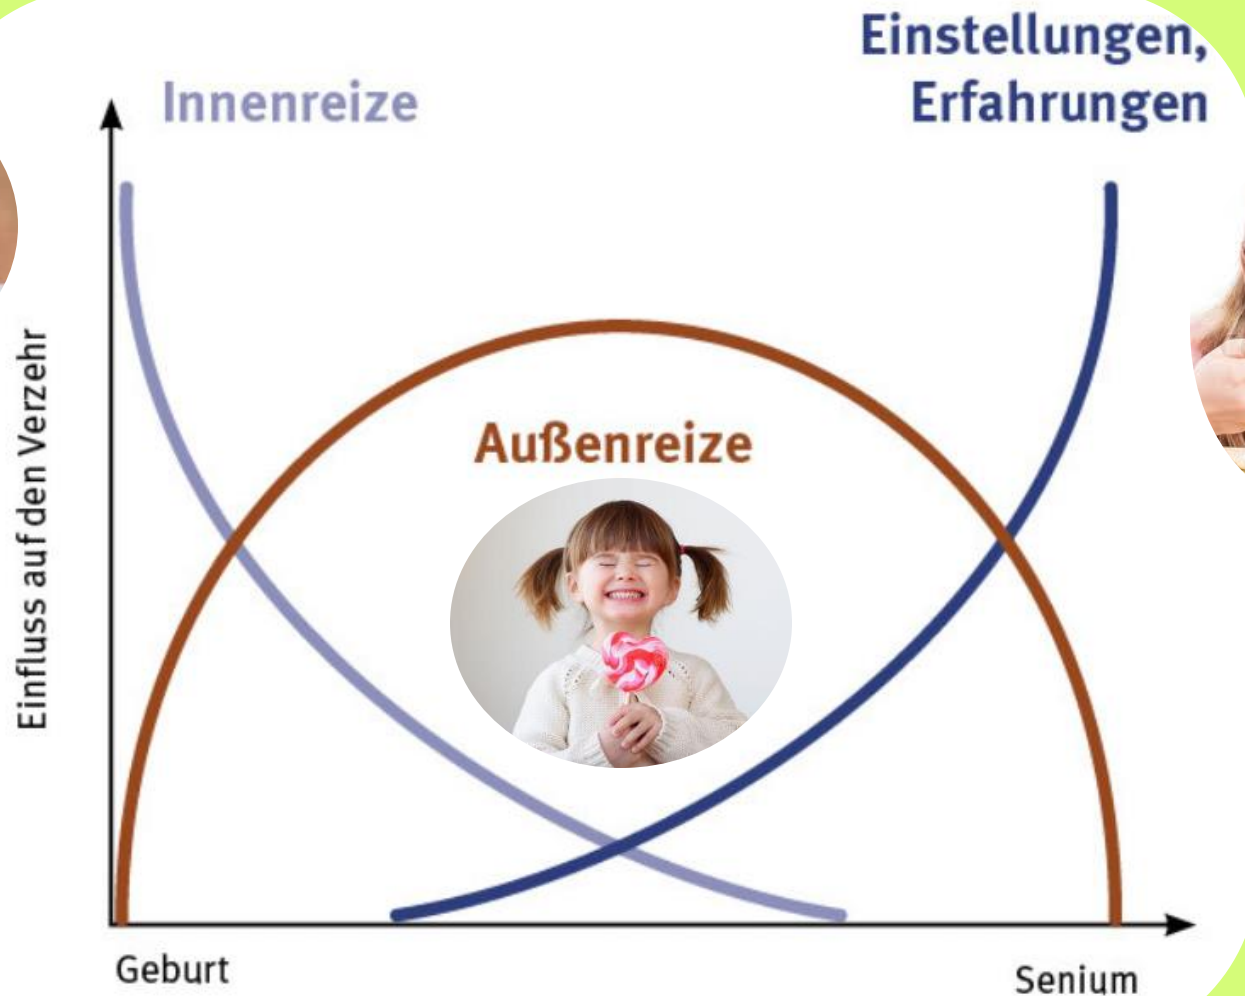 Einstellungen,
Erfahrungen
Innenreize
Außenreize
Einfluss auf den Verzehr
Geburt
Senium